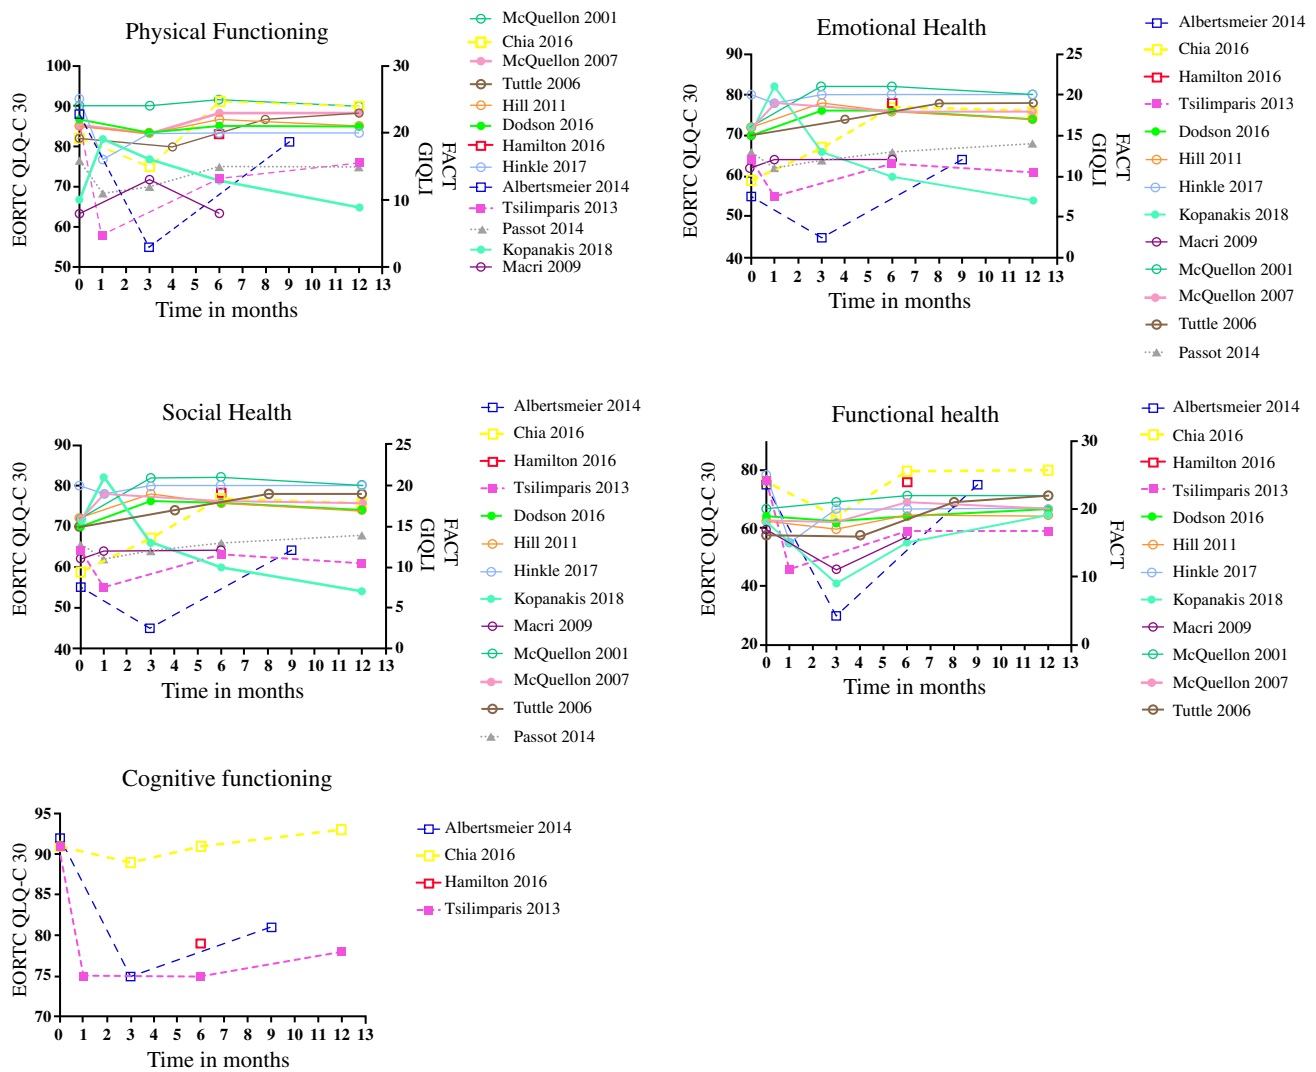 Physical Functioning
100
90
80
70
60
50
EORTC QLQ-C 30
30
20
10
0
FACT
GIQLI
0 1 2 3 4 5 6 7 8 9 10 11 12 13
Time in months
McQuellon 2001
Chia 2016
McQuellon 2007
Tuttle 2006
Hill 2011
Dodson 2016
Hamilton 2016
Hinkle 2017
Albertsmeier 2014
Tsilimparis 2013
Passot 2014
Kopanakis 2018
Macri 2009
Emotional Health
90
80
70
60
50
40
EORTC QLQ-C 30
25
20
15
10
5
0
FACT
GIQLI
0 1 2 3 4 5 6 7 8 9 10 11 12 13
Time in months
Albertsmeier 2014
Chia 2016
Hamilton 2016
Tsilimparis 2013
Dodson 2016
Hill 2011
Hinkle 2017
Kopanakis 2018
Macri 2009
McQuellon 2001
McQuellon 2007
Tuttle 2006
Passot 2014
Social Health
90
80
70
60
50
40
EORTC QLQ-C 30
25
20
15
10
5
0
FACT
GIQLI
0 1 2 3 4 5 6 7 8 9 10 11 12 13
Time in months
Albertsmeier 2014
Chia 2016
Hamilton 2016
Tsilimparis 2013
Dodson 2016
Hill 2011
Hinkle 2017
Kopanakis 2018
Macri 2009
McQuellon 2001
McQuellon 2007
Tuttle 2006
Passot 2014
Functional health
80
60
40
20
EORTC QLQ-C 30
30
20
10
0
FACT
0 1 2 3 4 5 6 7 8 9 10 11 12 13
Time in months
Albertsmeier 2014
Chia 2016
Hamilton 2016
Tsilimparis 2013
Dodson 2016
Hill 2011
Hinkle 2017
Kopanakis 2018
Macri 2009
McQuellon 2001
McQuellon 2007
Tuttle 2006
Cognitive functioning
95
90
85
80
75
70
EORTC QLQ-C 30
0 1 2 3 4 5 6 7 8 9 10 11 12 13
Time in months
Albertsmeier 2014
Chia 2016
Hamilton 2016
Tsilimparis 2013